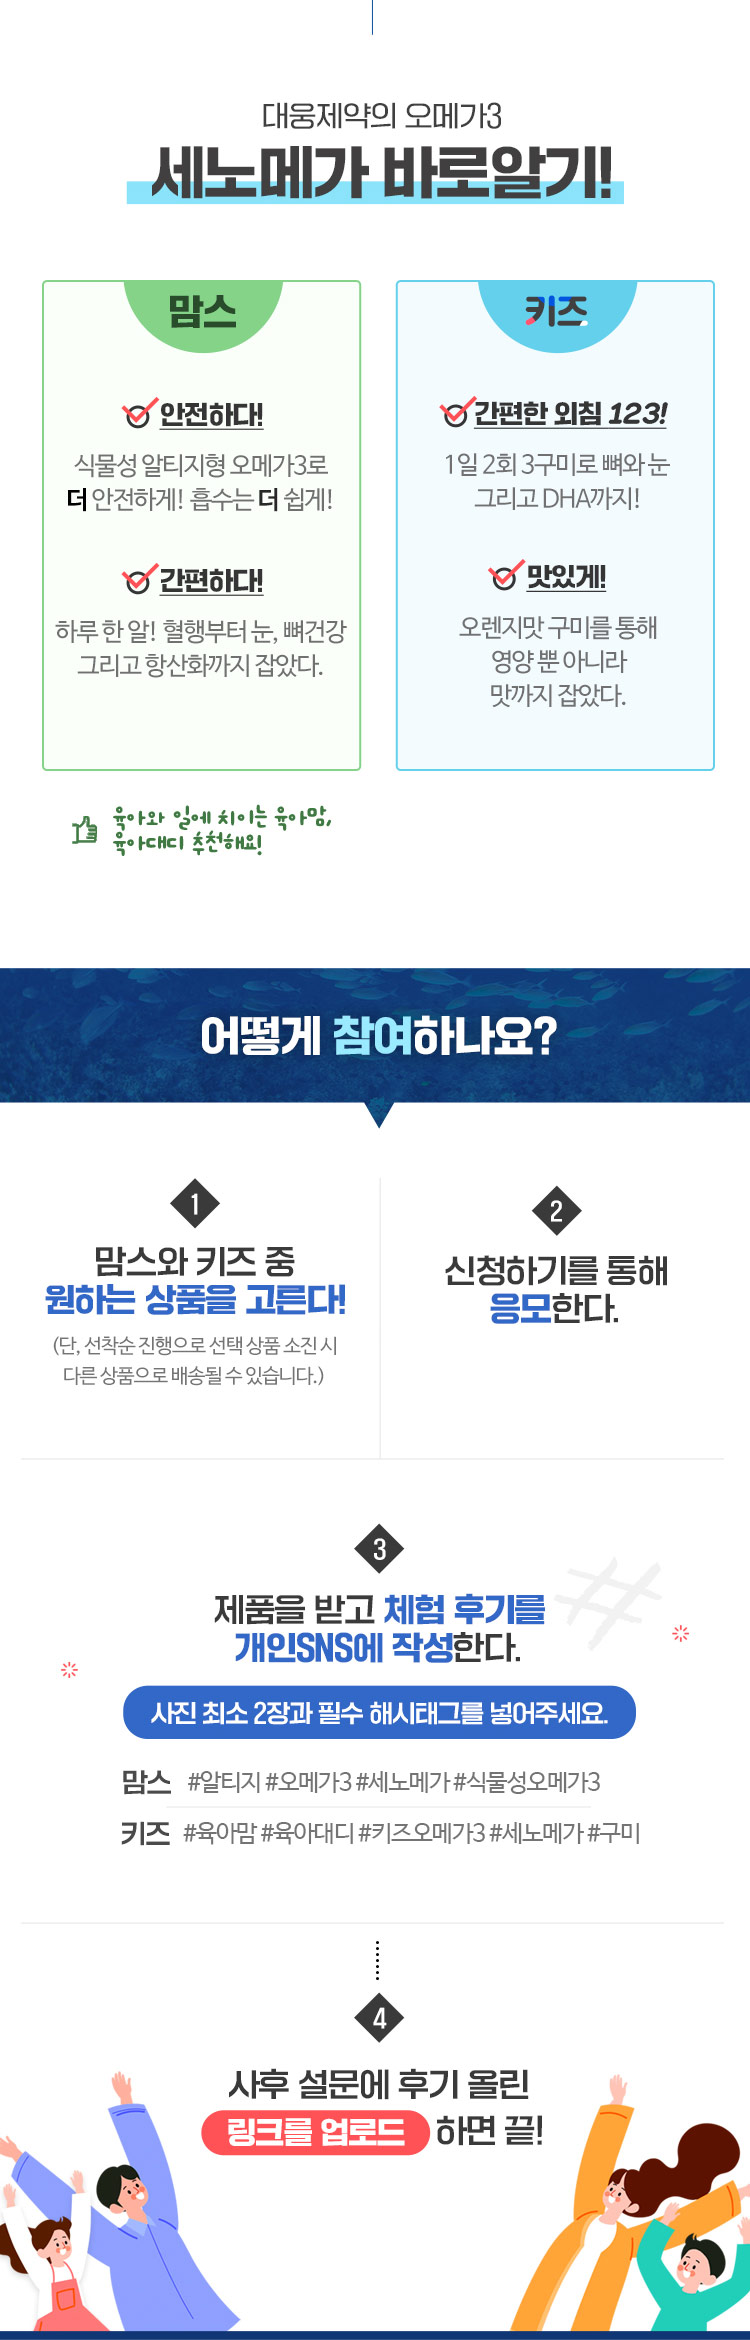 대웅제약의 오메가3
세노메가 바로알기!
맘스
안전하다!
식물성 알티지형 오메가3로
더 안전하게! 흡수는 더 쉽게!
간편하다!
하루 한 알! 혈행부터 눈, 뼈건강
그리고 항산화까지 잡았다.
키즈
간편한 외침 123!
1일 2회 3구미로 뼈와 눈
그리고 DHA까지!
맛있게!
오렌지맛 구미를 통해
영양 뿐 아니라
맛까지 잡았다.
육아와 일에 치이는 육아맘,
육아대디 추천해요!
어떻게 참여하나요?
1
맘스와 키즈 중
원하는 상품을 고른다!
(단, 선착순 진행으로 선택 상품 소진 시
다른 상품으로 배송될 수 있습니다.)
2
신청하기를 통해
응모한다.
3
제품을 받고 체험 후기를
개인SNS에 작성한다.
#
사진 최소 2장과 필수 해시태그를 넣어주세요.
맘스 #알티지 #오메가3 #세노메가 #식물성오메가3
키즈 #육아맘 #육아대디 #키즈오메가3 #세노메가 #구미
4
사후 설문에 후기 올린
링크를 업로드 하면 끝!